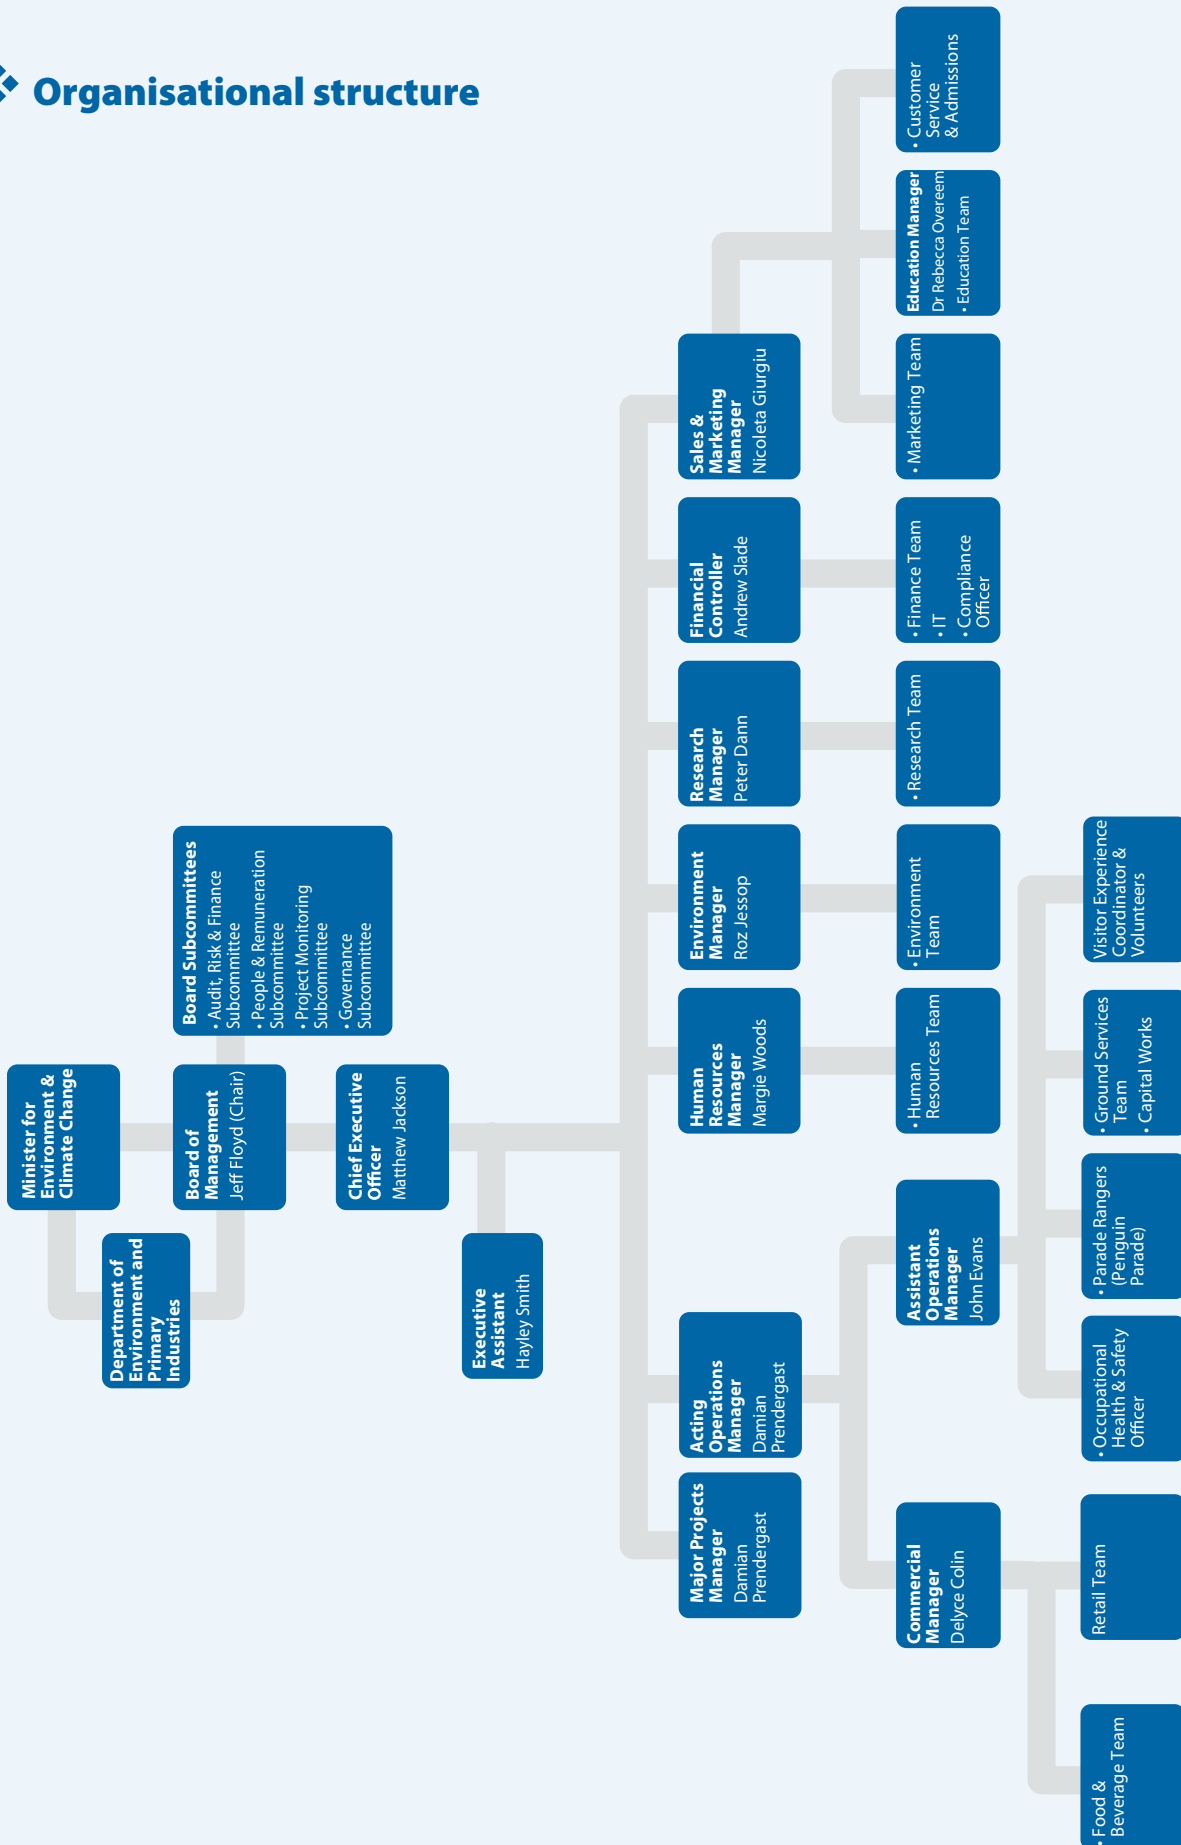 Organisational structure
Minister for
Environment &
Climate Change
Department of
Environment and
Primary
Industries
Board of
Management
Jeff Floyd (Chair)
Board Subcommittees
• Audit, Risk & Finance
Subcommittee
• People & Remuneration
Subcommittee
• Project Monitoring
Subcommittee
• Governance
Subcommittee
Chief Executive
Officer
Matthew Jackson
Executive
Assistant
Hayley Smith
Major Projects
Manager
Damian
Prendergast
Acting
Operations
Manager
Damian
Prendergast
Human
Resources
Manager
Margie Woods
Environment
Manager
Roz Jessop
Research
Manager
Peter Dann
Financial
Controller
Andrew Slade
Sales &
Marketing
Manager
Nicoleta Giurgiu
Commercial
Manager
Delyce Colin
Assistant
Operations
Manager
John Evans
• Human
Resources Team
• Environment
Team
• Research Team
• Finance Team
• IT
• Compliance
Officer
• Marketing Team
Education Manager
Dr Rebecca Overeem
• Education Team
• Customer
Service
& Admissions
• Food &
Beverage Team
Retail Team
• Occupational
Health & Safety
Officer
• Parade Rangers
(Penguin
Parade)
• Ground Services
Team
• Capital Works
Visitor Experience
Coordinator &
Volunteers